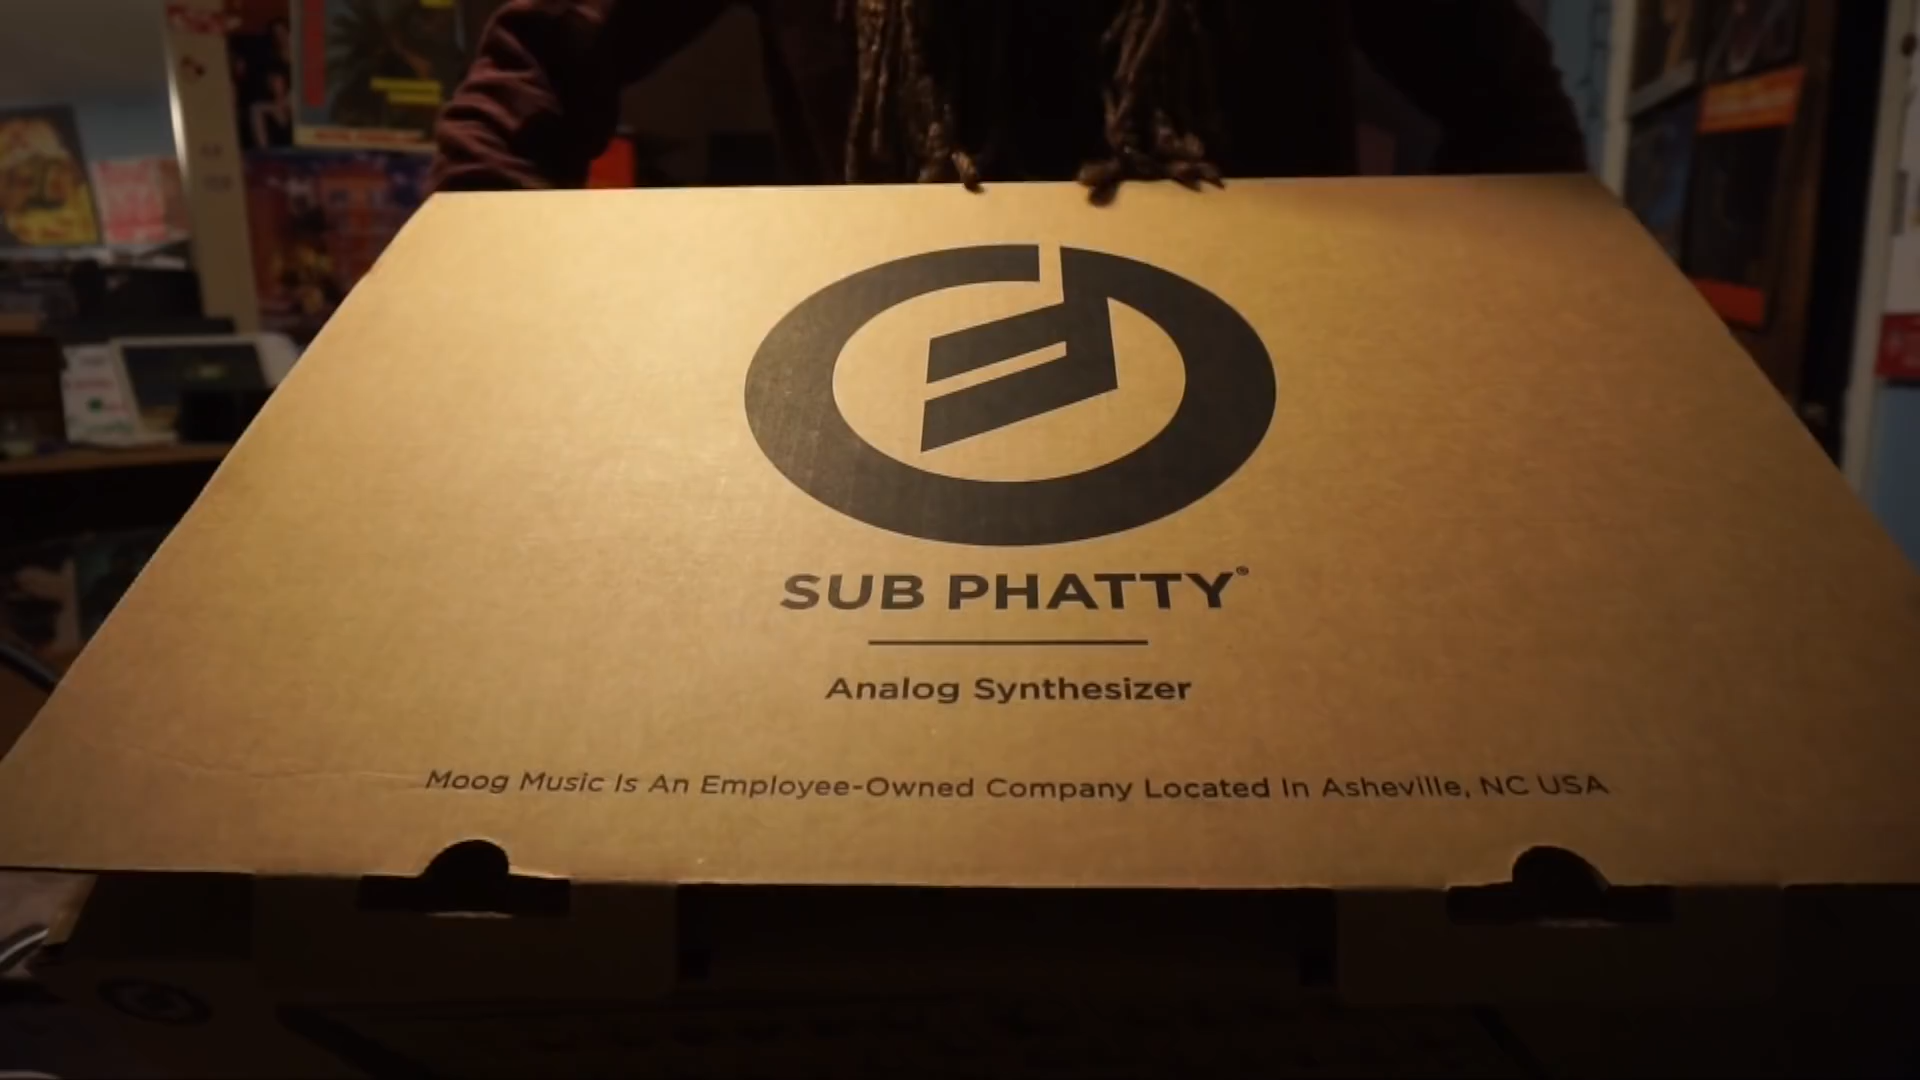 SUB PHATTY®
Analog Synthesizer
Moog Music Is An Employee-Owned Company Located In Asheville, NC USA